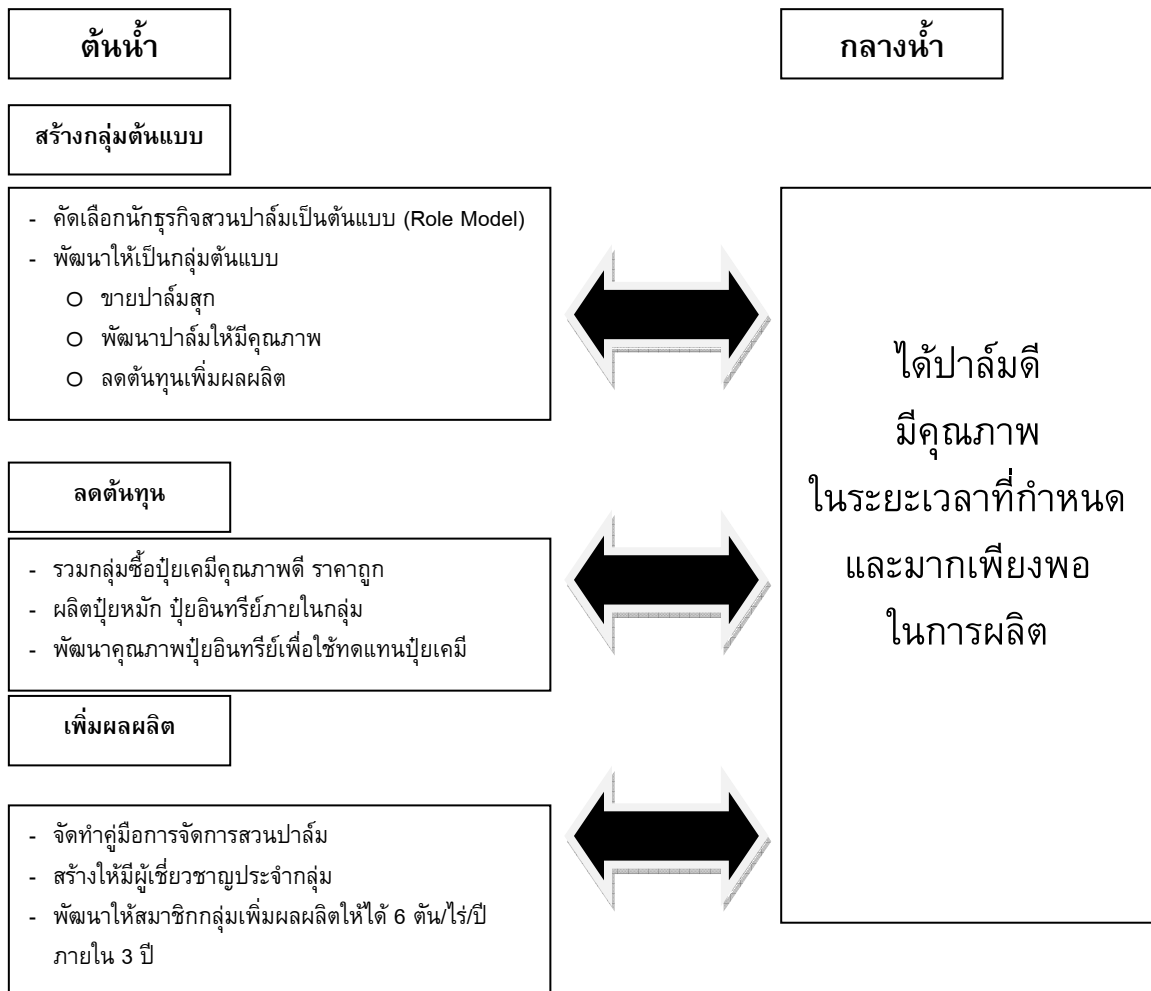 ต้นน้ำ
กลางน้ำ
สร้างกลุ่มต้นแบบ
- คัดเลือกนักธุรกิจสวนปาล์มเป็นต้นแบบ (Role Model)
- พัฒนาให้เป็นกลุ่มต้นแบบ
o ขายปาล์มสุก
o พัฒนาปาล์มให้มีคุณภาพ
o ลดต้นทุนเพิ่มผลผลิต
ลดต้นทุน
- รวมกลุ่มซื้อปุ๋ยเคมีคุณภาพดี ราคาถูก
- ผลิตปุ๋ยหมัก ปุ๋ยอินทรีย์ภายในกลุ่ม
- พัฒนาคุณภาพปุ๋ยอินทรีย์เพื่อใช้ทดแทนปุ๋ยเคมี
เพิ่มผลผลิต
- จัดทำคู่มือการจัดการสวนปาล์ม
- สร้างให้มีผู้เชี่ยวชาญประจำกลุ่ม
- พัฒนาให้สมาชิกกลุ่มเพิ่มผลผลิตให้ได้ 6 ตัน/ไร่/ปี
ภายใน 3 ปี
ได้ปาล์มดี
มีคุณภาพ
ในระยะเวลาที่กำหนด
และมากเพียงพอ
ในการผลิต